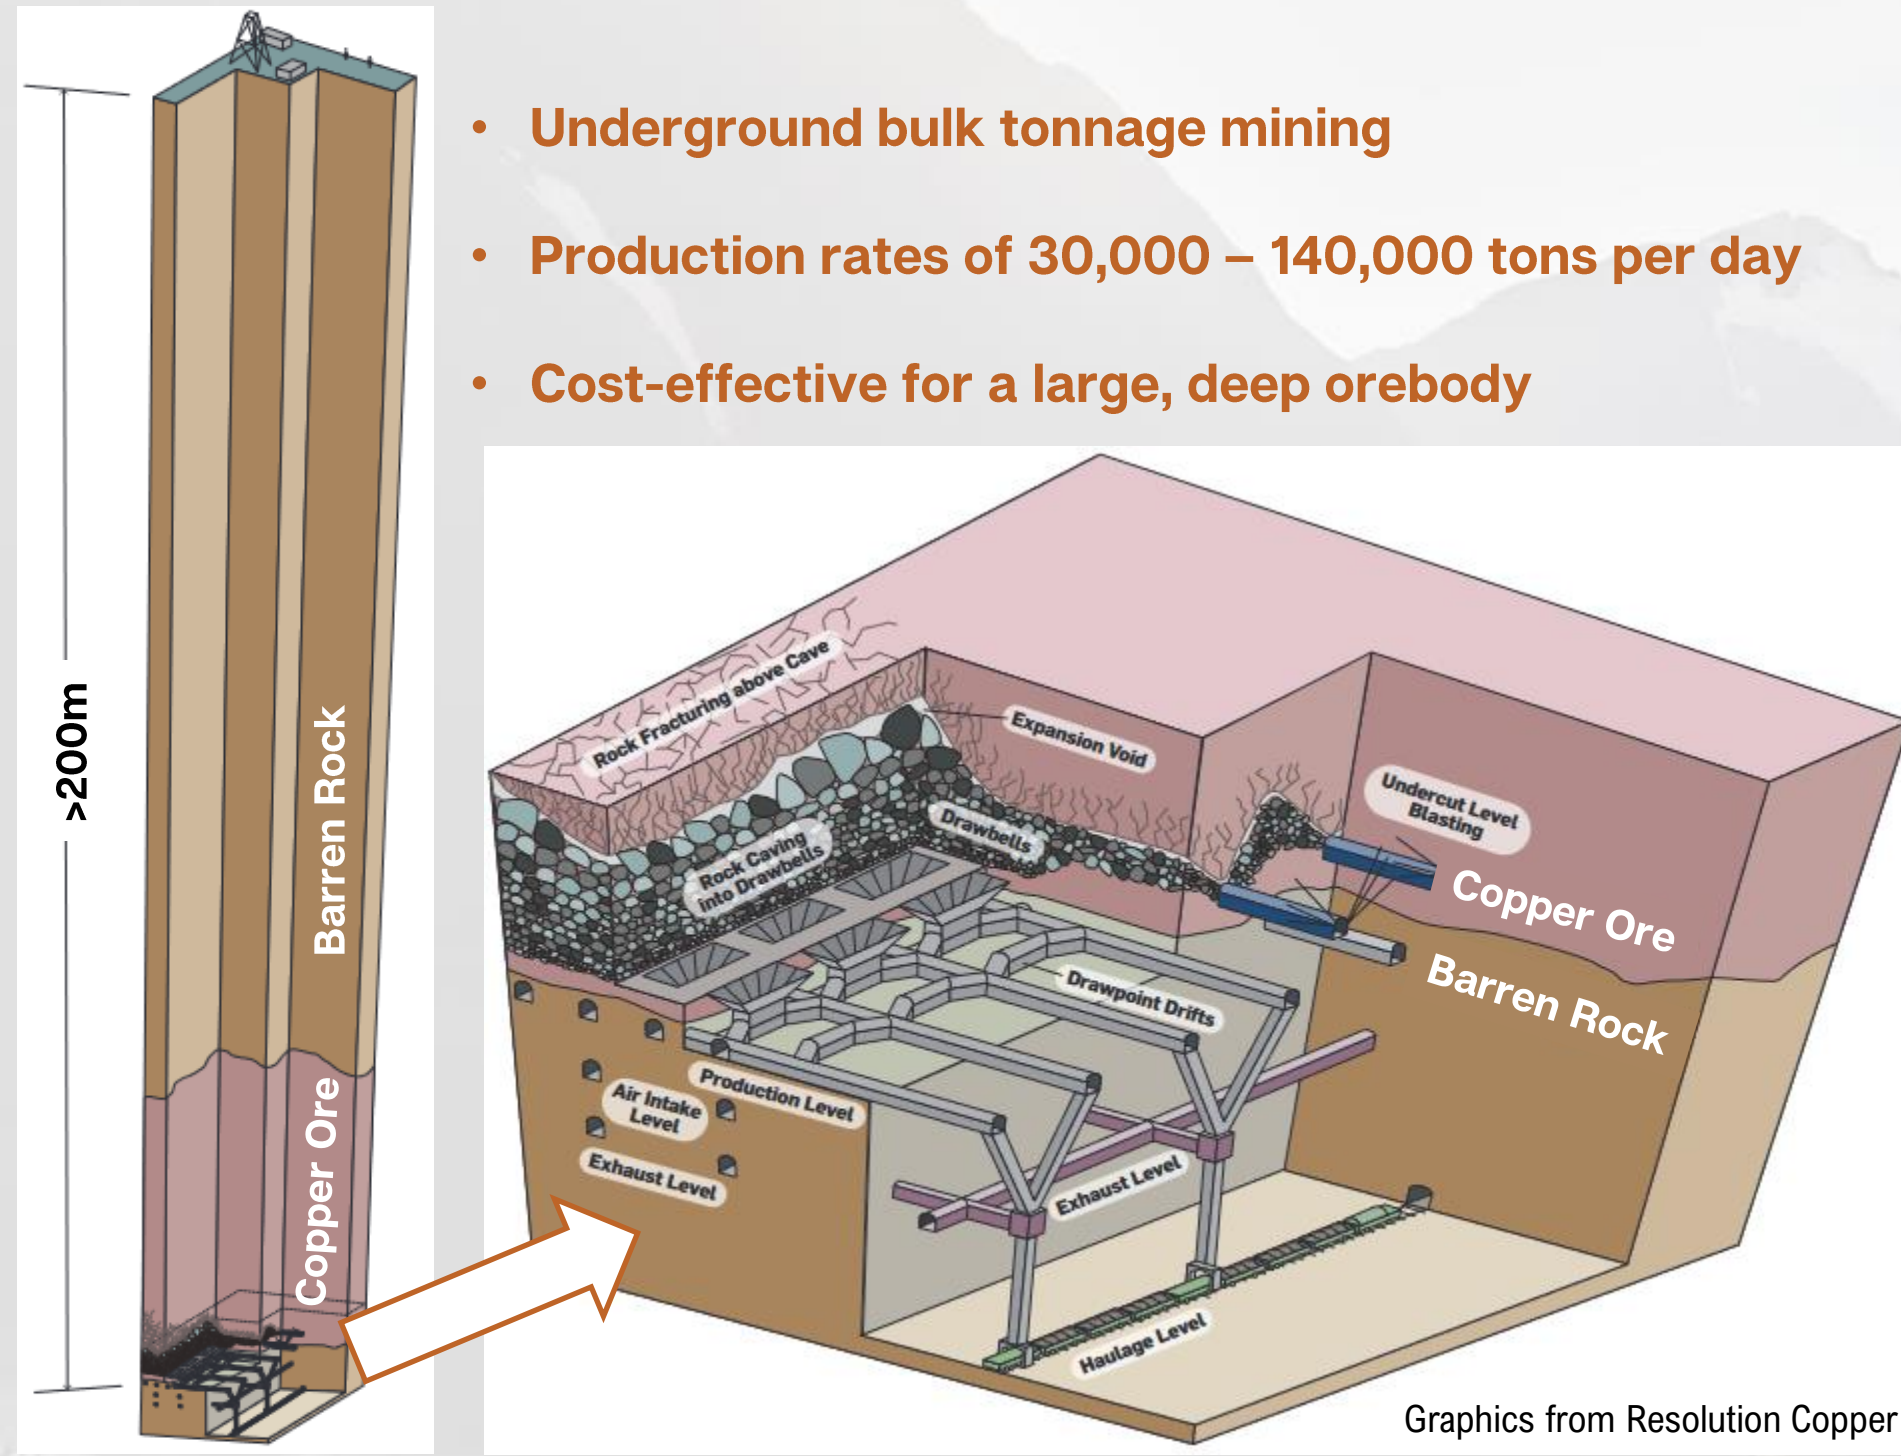 • Underground bulk tonnage mining
• Production rates of 30,000 – 140,000 tons per day
• Cost-effective for a large, deep orebody
>200m
Barren Rock
Copper Ore
Rock Fracturing above Cave
Expansion Void
Undercut Level
Blasting
Drawbells
Rock Caving
into Drawbells
Copper Ore
Barren Rock
Drawpoint Drifts
Production Level
Air Intake
Level
Exhaust Level
Exhaust Level
Haulage Level
Graphics from Resolution Copper